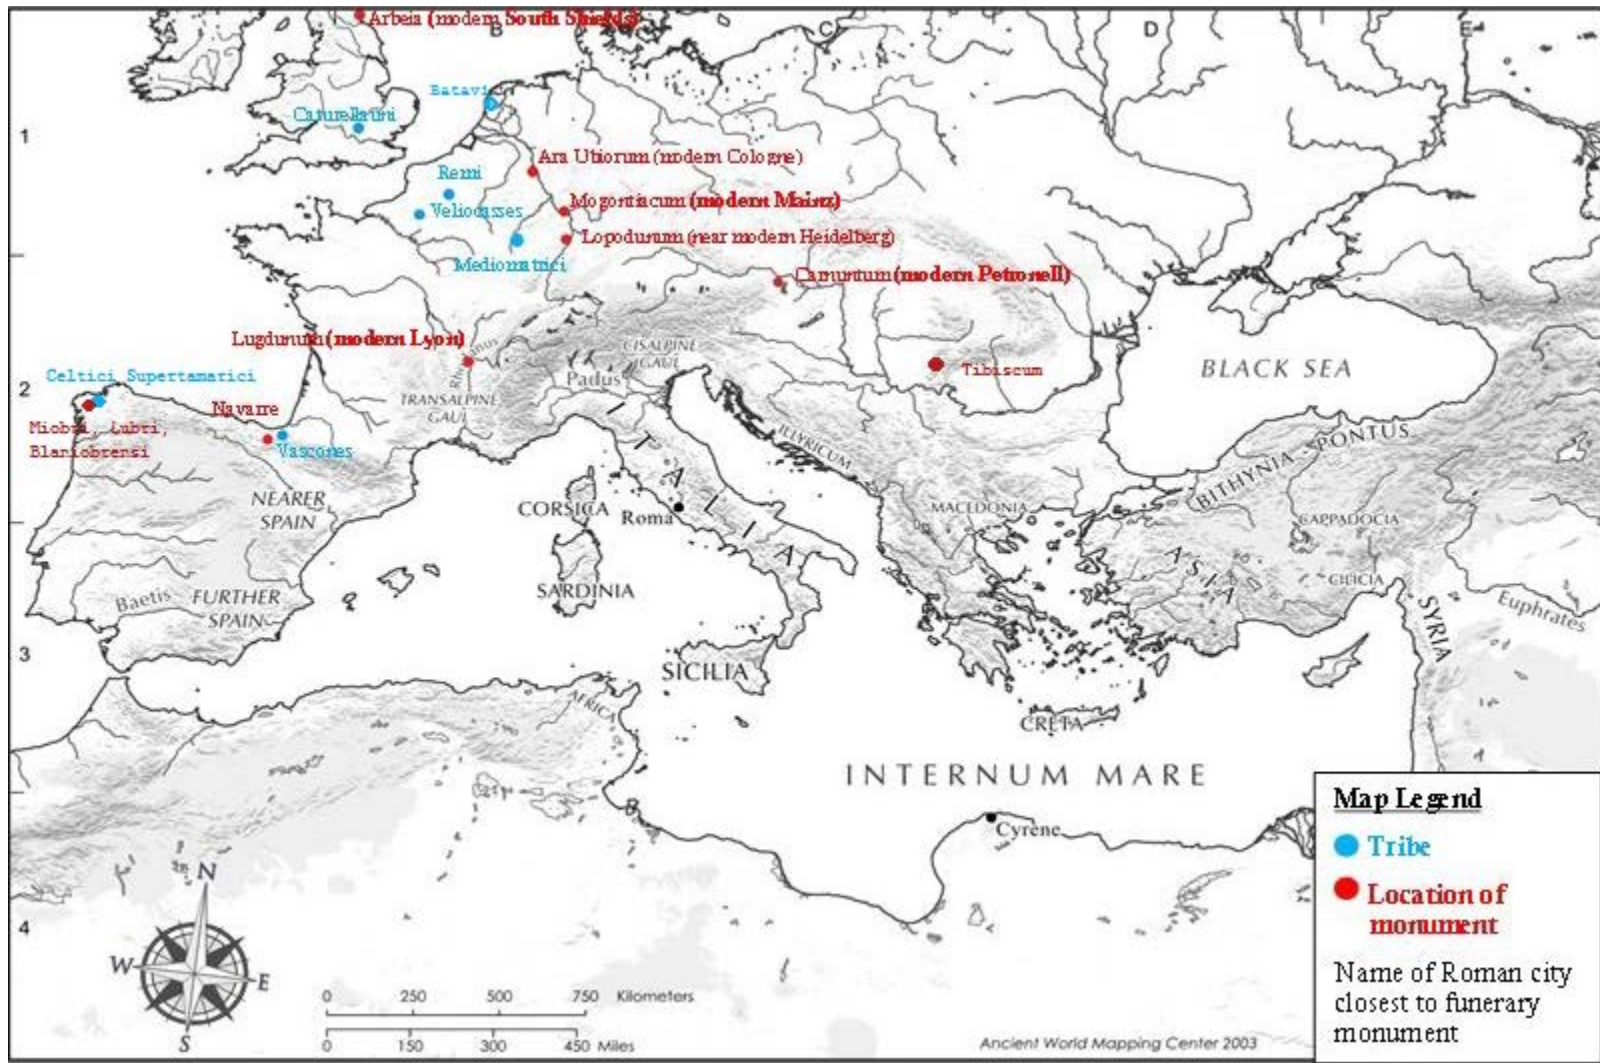 A
B
C
D
E
1
2
3
4
Arbeia (modern South Shields)
Batavi
Caturellauni
Ara Ubiorum (modern Cologne)
Remi
Mogontiacum (modern Mainz)
Veliocasses
Lopodunum (near modern Heidelberg)
Mediomatrici
Carnuntum (modern Petronell)
Lugdunum (modern Lyon)
CISALPINE
GAUL
Padus
TRANSALPINE
GAUL
Tibiscum
BLACK SEA
Celtici Supertamarici
Navarre
Miobri, Lubri,
Blaniobrensi
Vascones
ILLYRICUM
BITHYNIA - PONTUS
ITALIA
NEARER
SPAIN
CORSICA
Roma
MACEDONIA
CAPPADOCIA
ASIA
CILICIA
SARDINIA
Baetis
FURTHER
SPAIN
Euphrates
SYRIA
SICILIA
AFRICA
CRETA
INTERNUM MARE
Cyrene
Map Legend
Tribe
Location of
monument
Name of Roman city
closest to funerary
monument
N
W
E
S
0 250 500 750 Kilometers
0 150 300 450 Miles
Ancient World Mapping Center 2003